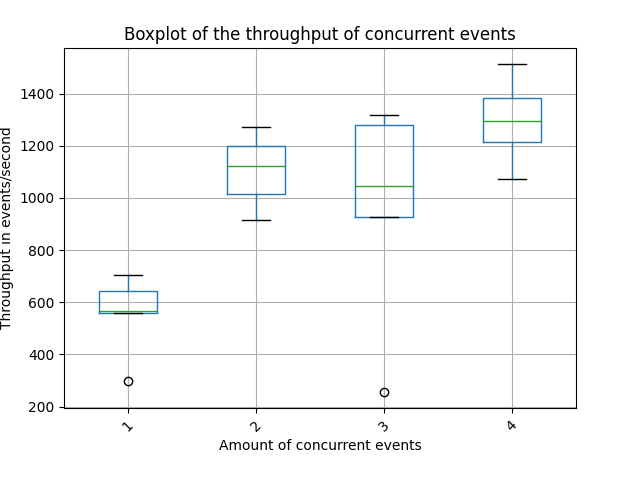 Boxplot of the throughput of concurrent events
Throughput in events/second
1400
1200
1000
800
600
400
200
1 2 3 4
Amount of concurrent events